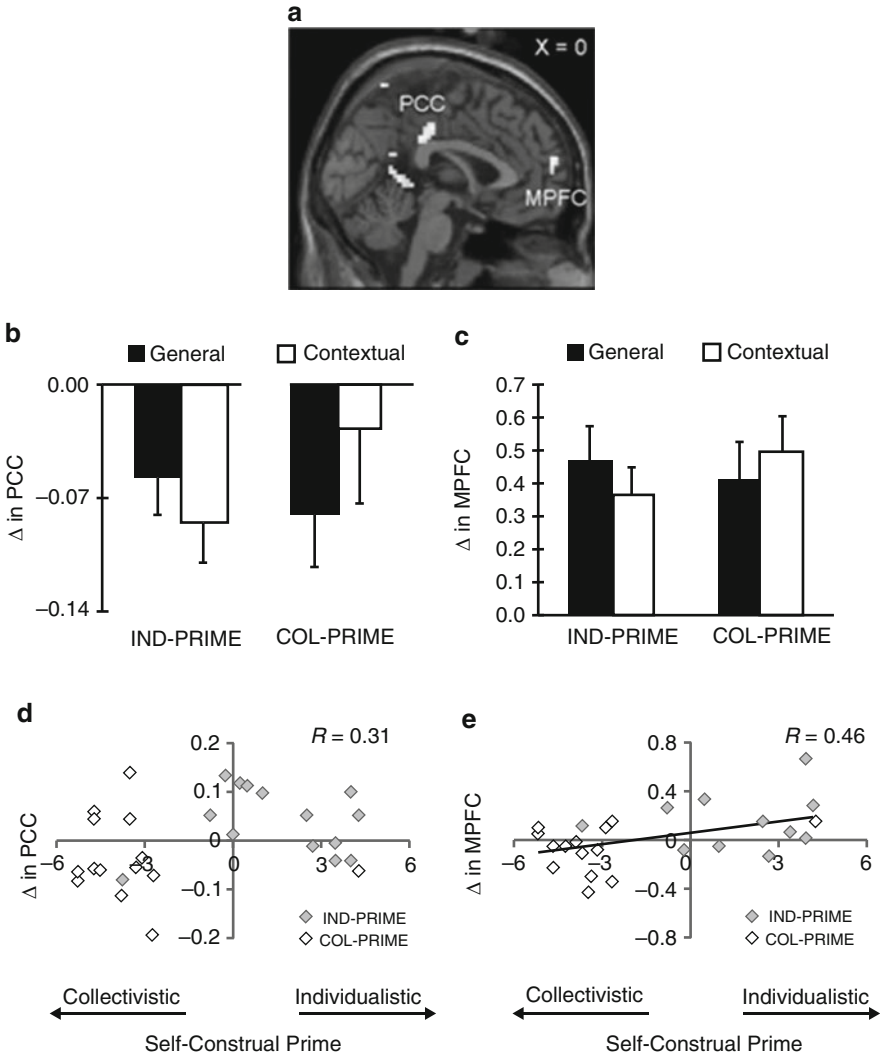 a
X = 0
PCC
MPFC
b
General
Contextual
0.00
–0.07
–0.14
Δ in PCC
IND-PRIME
COL-PRIME
c
General
Contextual
0.7
0.6
0.5
0.4
0.3
0.2
0.1
0.0
Δ in MPFC
IND-PRIME
COL-PRIME
d
R = 0.31
0.2
0.1
0
–0.1
–0.2
–6
–3
0
3
6
Δ in PCC
IND-PRIME
COL-PRIME
Collectivistic
Individualistic
Self-Construal Prime
e
R = 0.46
0.8
0.4
0
–0.4
–0.8
–6
–3
0
3
6
Δ in MPFC
IND-PRIME
COL-PRIME
Collectivistic
Individualistic
Self-Construal Prime